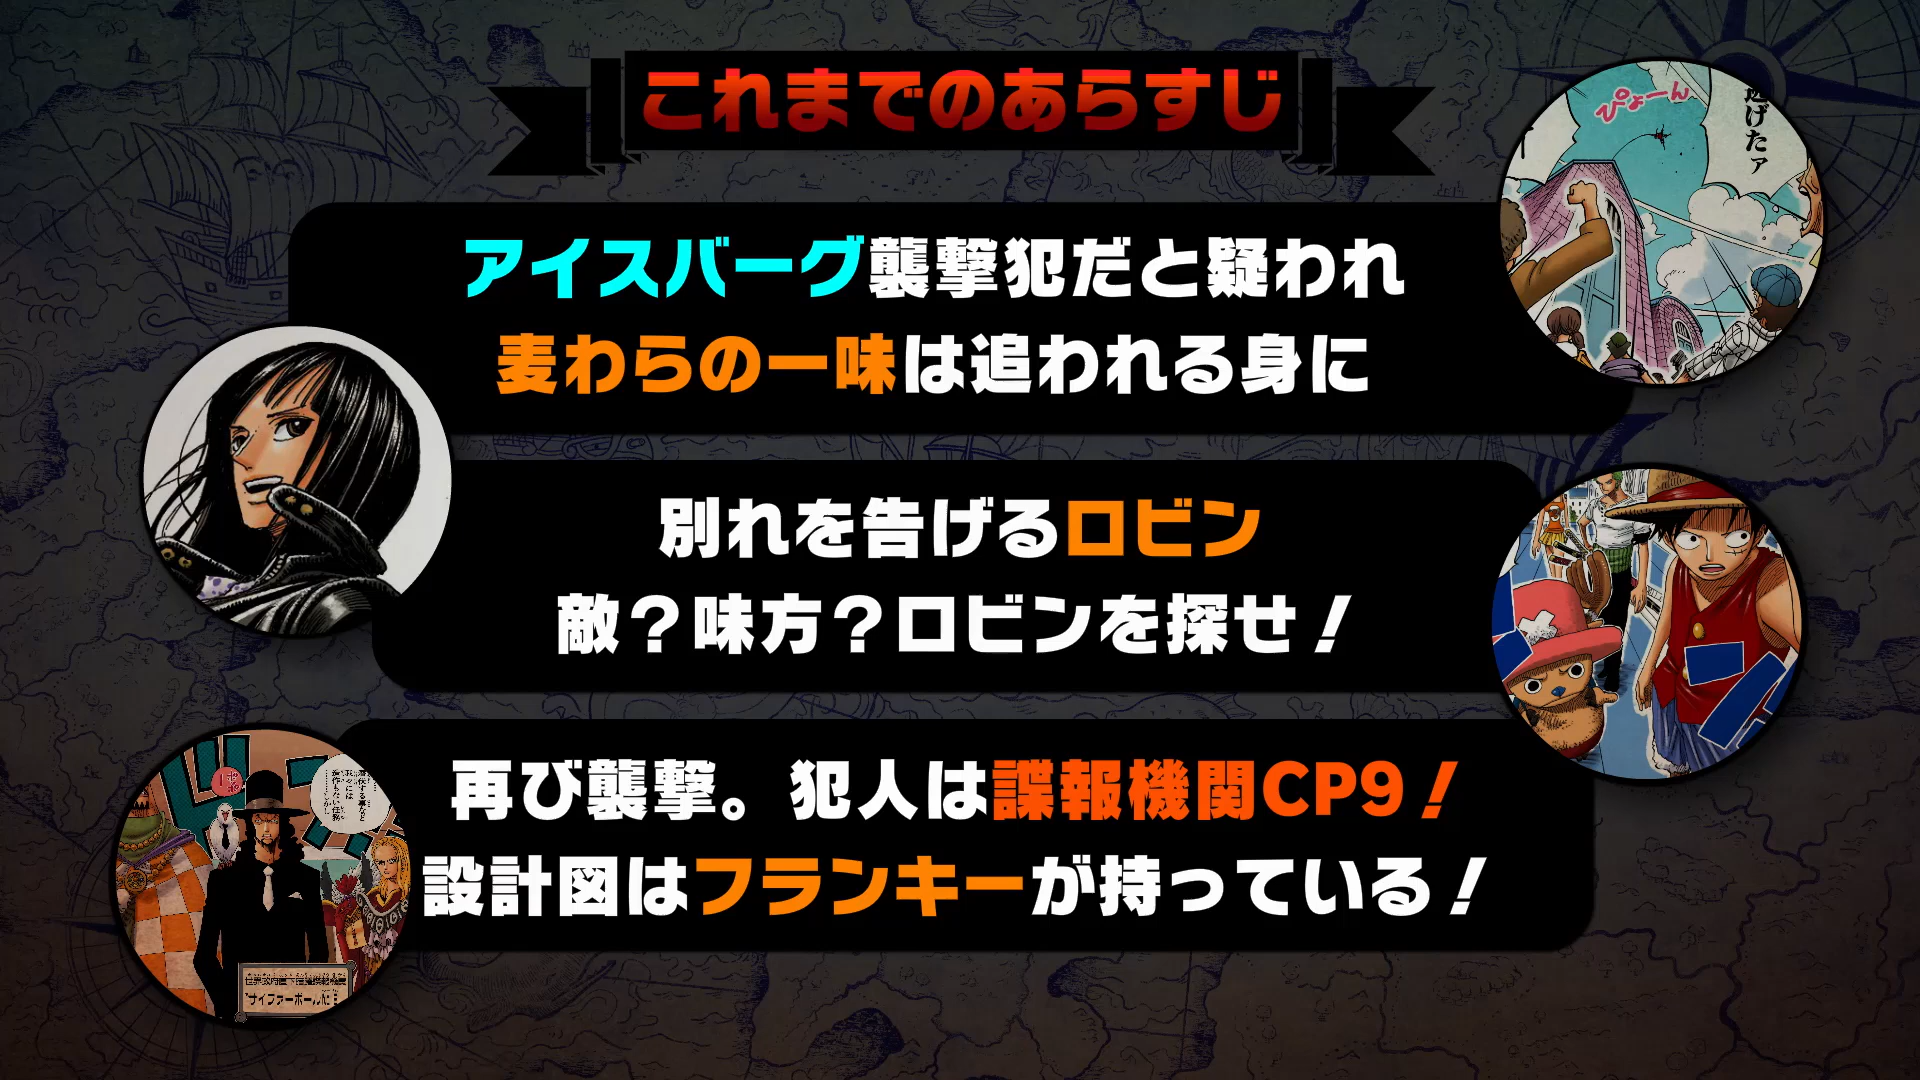 これまでのあらすじ
ぴょーん
逃げたァ
アイスバーグ襲撃犯だと疑われ
麦わらの一味は追われる身に
別れを告げるロビン
敵？味方？ロビンを探せ！
再び襲撃。犯人は諜報機関CP9！
設計図はフランキーが持っている！